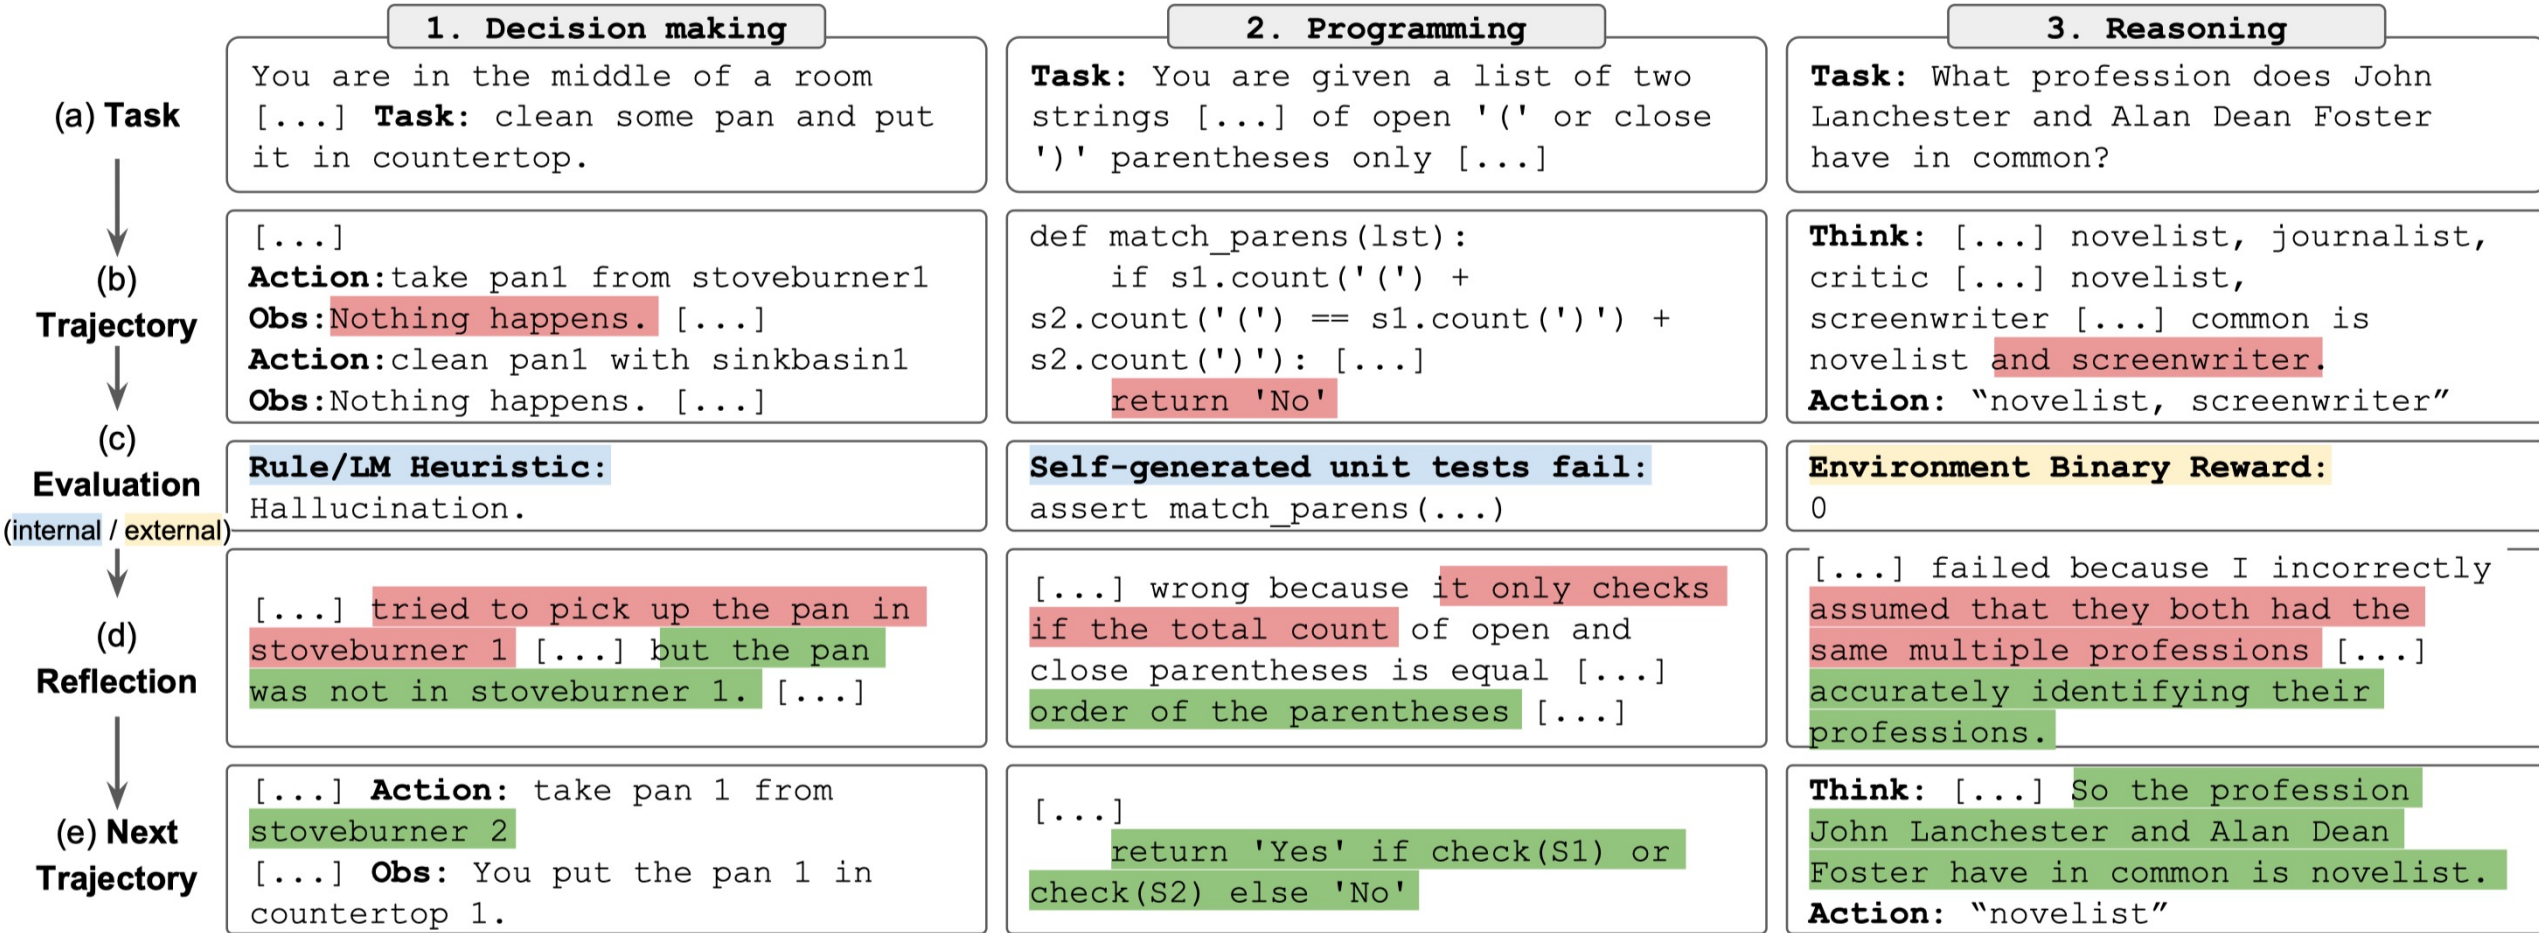 1. Decision making
2. Programming
3. Reasoning
(a) Task
You are in the middle of a room
[...] Task: clean some pan and put
it in countertop.
Task: You are given a list of two
strings [...] of open '(' or close
')' parentheses only [...]
Task: What profession does John
Lanchester and Alan Dean Foster
have in common?
(b)
Trajectory
[...]
Action:take pan1 from stoveburner1
Obs:Nothing happens. [...]
Action:clean pan1 with sinkbasin1
Obs:Nothing happens. [...]
def match_parens(lst):
    if s1.count('(') +
s2.count('(') == s1.count(')') +
s2.count(')'): [...]
    return 'No'
Think: [...] novelist, journalist,
critic [...] novelist,
screenwriter [...] common is
novelist and screenwriter.
Action: “novelist, screenwriter”
(c)
Evaluation
(internal / external)
Rule/LM Heuristic:
Hallucination.
Self-generated unit tests fail:
assert match_parens(...)
Environment Binary Reward:
0
(d)
Reflection
[...] tried to pick up the pan in
stoveburner 1 [...] but the pan
was not in stoveburner 1. [...]
[...] wrong because it only checks
if the total count of open and
close parentheses is equal [...]
order of the parentheses [...]
[...] failed because I incorrectly
assumed that they both had the
same multiple professions [...]
accurately identifying their
professions.
(e) Next
Trajectory
[...] Action: take pan 1 from
stoveburner 2
[...] Obs: You put the pan 1 in
countertop 1.
[...]
    return 'Yes' if check(S1) or
check(S2) else 'No'
Think: [...] So the profession
John Lanchester and Alan Dean
Foster have in common is novelist.
Action: “novelist”